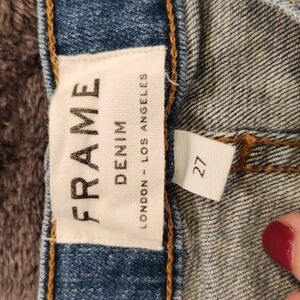 FRAME
DENIM
LONDON - LOS ANGELES
27